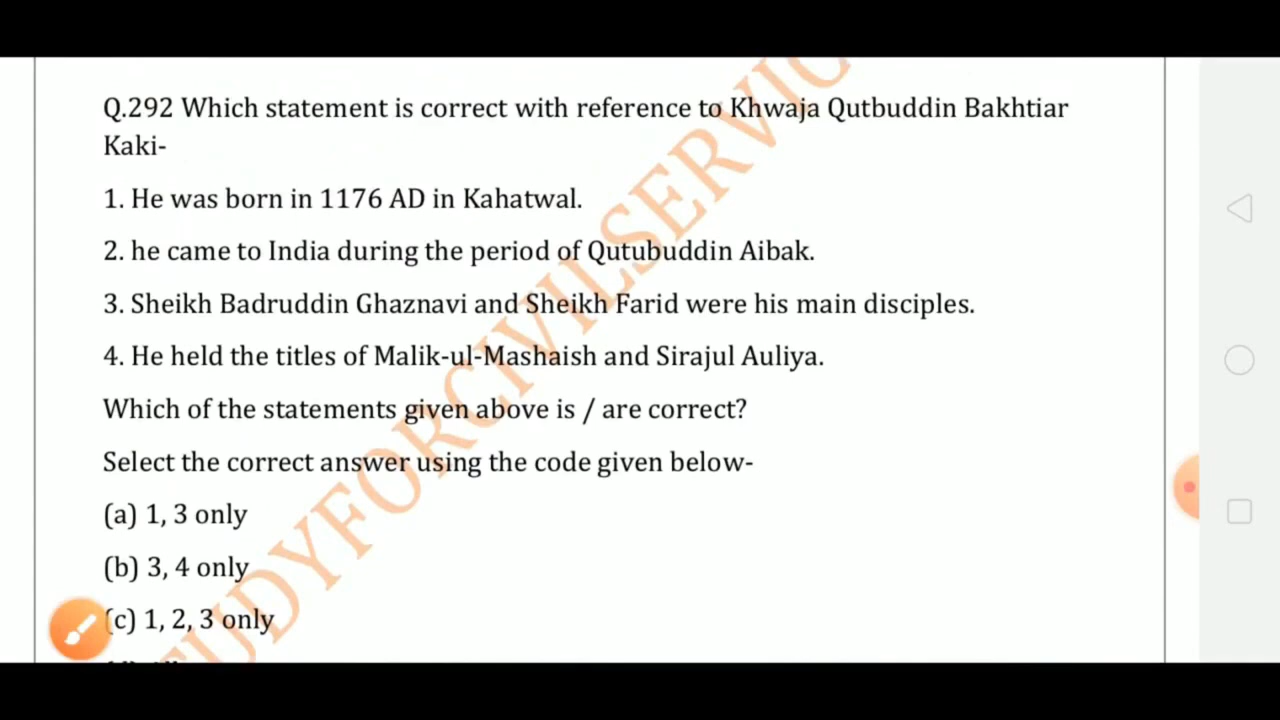 Q.292 Which statement is correct with reference to Khwaja Qutbuddin Bakhtiar
Kaki-
1. He was born in 1176 AD in Kahatwal.
2. he came to India during the period of Qutubuddin Aibak.
3. Sheikh Badruddin Ghaznavi and Sheikh Farid were his main disciples.
4. He held the titles of Malik-ul-Mashaish and Sirajul Auliya.
Which of the statements given above is / are correct?
Select the correct answer using the code given below-
(a) 1, 3 only
(b) 3, 4 only
(c) 1, 2, 3 only
UDYFORCIVILSERVIC